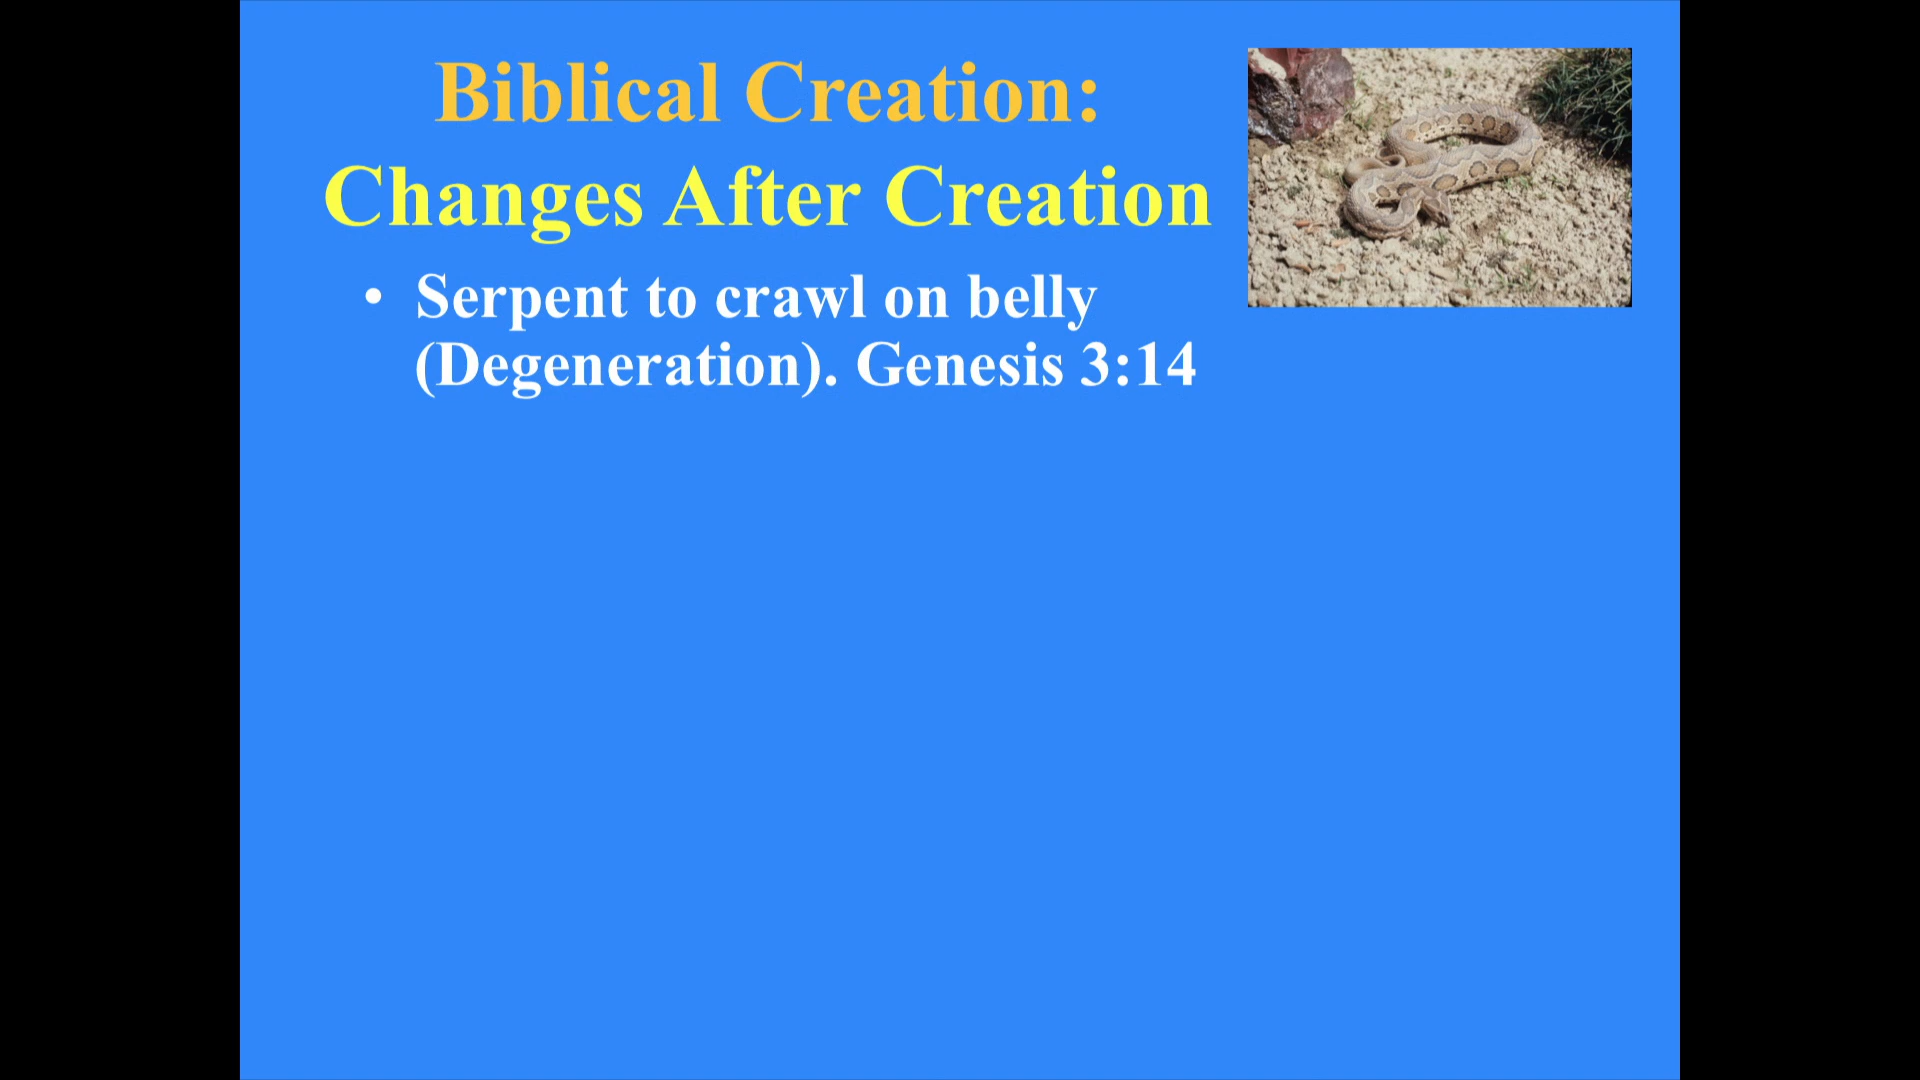 Biblical Creation:
Changes After Creation
• Serpent to crawl on belly
(Degeneration). Genesis 3:14